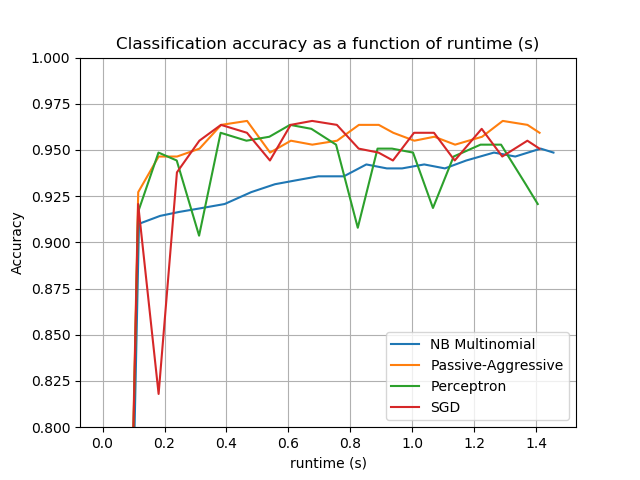 Classification accuracy as a function of runtime (s)
1.000
0.975
0.950
0.925
0.900
0.875
0.850
0.825
0.800
Accuracy
NB Multinomial
Passive-Aggressive
Perceptron
SGD
0.0 0.2 0.4 0.6 0.8 1.0 1.2 1.4
runtime (s)